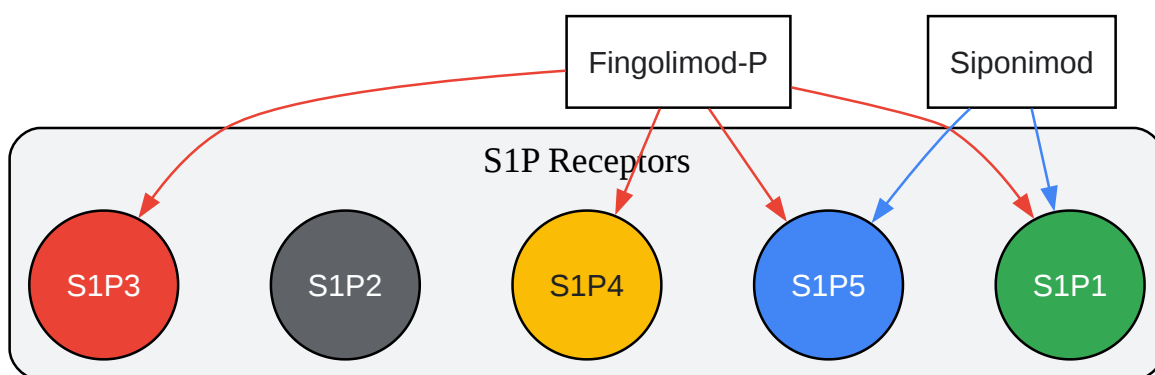 Fingolimod-P
Siponimod
S1P Receptors
S1P3
S1P2
S1P4
S1P5
S1P1